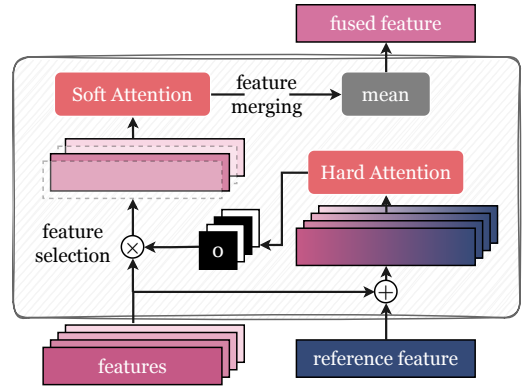 fused feature
Soft Attention
feature
merging
mean
Hard Attention
feature
selection
×
0
+
features
reference feature